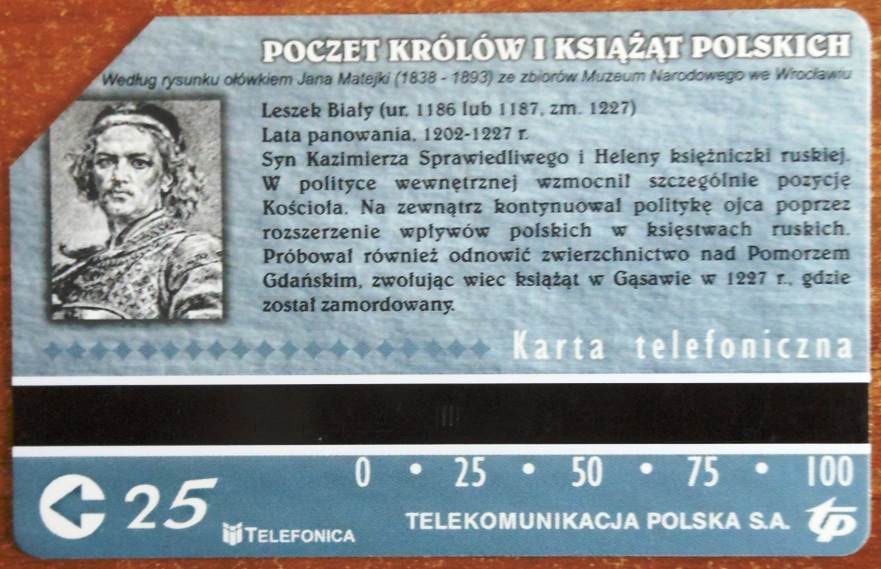 POCZET KRÓLÓW I KSIĄŻĄT POLSKICH
Według rysunku ołówkiem Jana Matejki (1838 - 1893) ze zbiorów Muzeum Narodowego we Wrocławiu
Leszek Biały (ur. 1186 lub 1187, zm. 1227)
Lata panowania, 1202-1227 r.
Syn Kazimierza Sprawiedliwego i Heleny księżniczki ruskiej.
W polityce wewnętrznej wzmocnił szczególnie pozycję
Kościoła. Na zewnątrz kontynuował politykę ojca poprzez
rozszerzenie wpływów polskich w księstwach ruskich.
Próbował również odnowić zwierzchnictwo nad Pomorzem
Gdańskim, zwołując wiec książąt w Gąsawie w 1227 r., gdzie
został zamordowany.
Karta telefoniczna
0 • 25 • 50 • 75 • 100
25
TELEFONICA
TELEKOMUNIKACJA POLSKA S.A.
tp